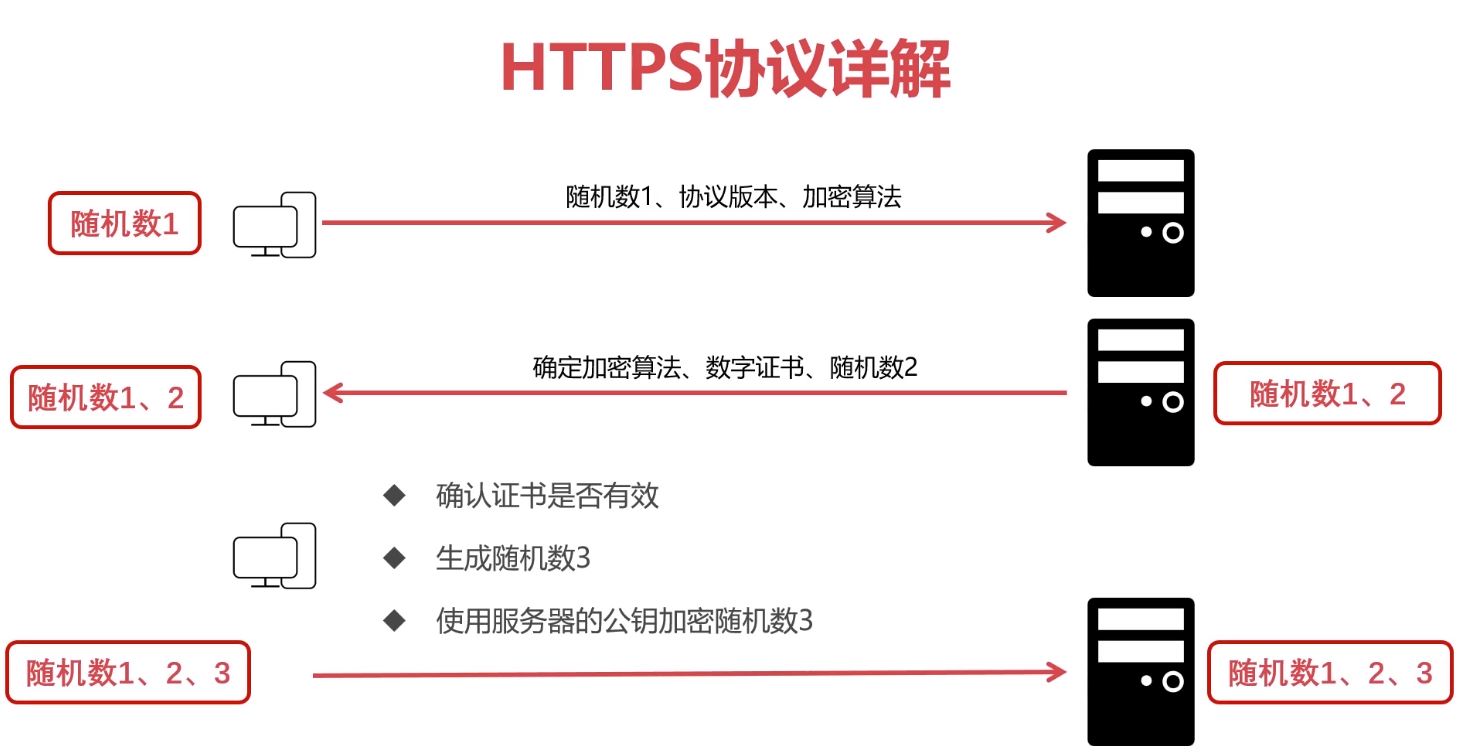 HTTPS协议详解
随机数1、协议版本、加密算法
随机数1
确定加密算法、数字证书、随机数2
随机数1、2
随机数1、2
确认证书是否有效
生成随机数3
使用服务器的公钥加密随机数3
随机数1、2、3
随机数1、2、3